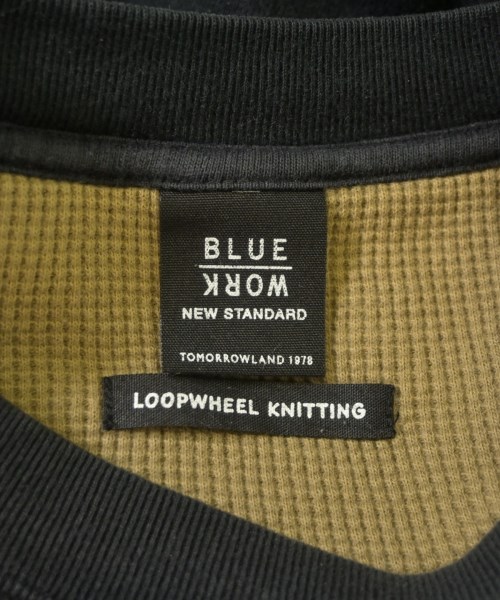 BLUE
WORK
NEW STANDARD
TOMORROWLAND 1978
LOOPWHEEL KNITTING